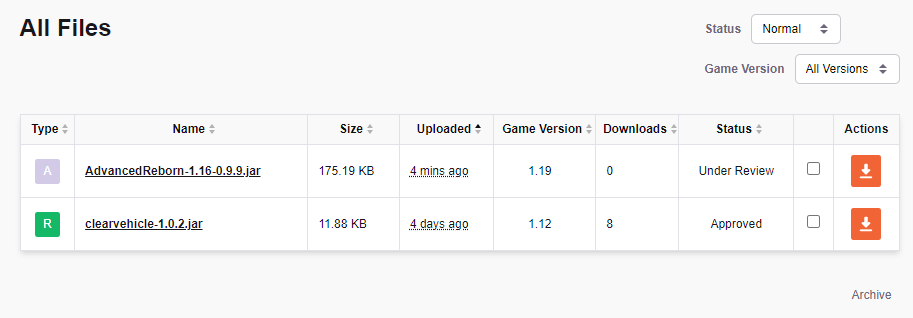 All Files
Status Normal
Game Version All Versions
Type Name Size Uploaded Game Version Downloads Status Actions
A AdvancedReborn-1.16-0.9.9.jar 175.19 KB 4 mins ago 1.19 0 Under Review
R clearvehicle-1.0.2.jar 11.88 KB 4 days ago 1.12 8 Approved
Archive